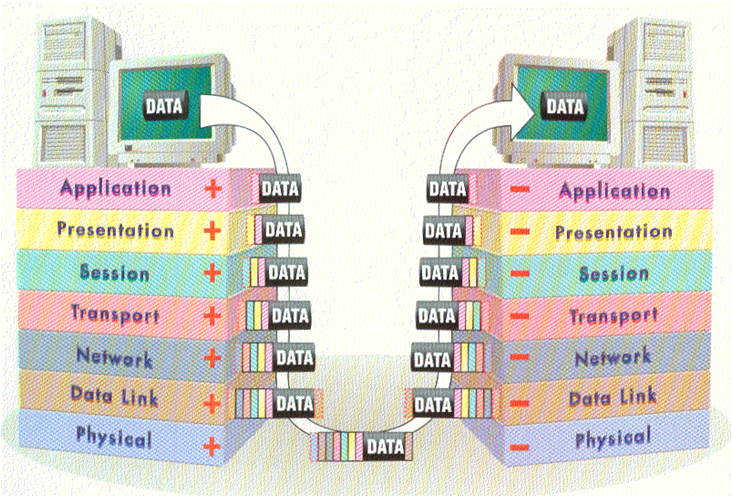 DATA DATA
Application + DATA DATA - Application
Presentation + DATA DATA - Presentation
Session + DATA DATA - Session
Transport + DATA DATA - Transport
Network + DATA DATA - Network
Data Link + DATA DATA - Data Link
Physical + DATA - Physical